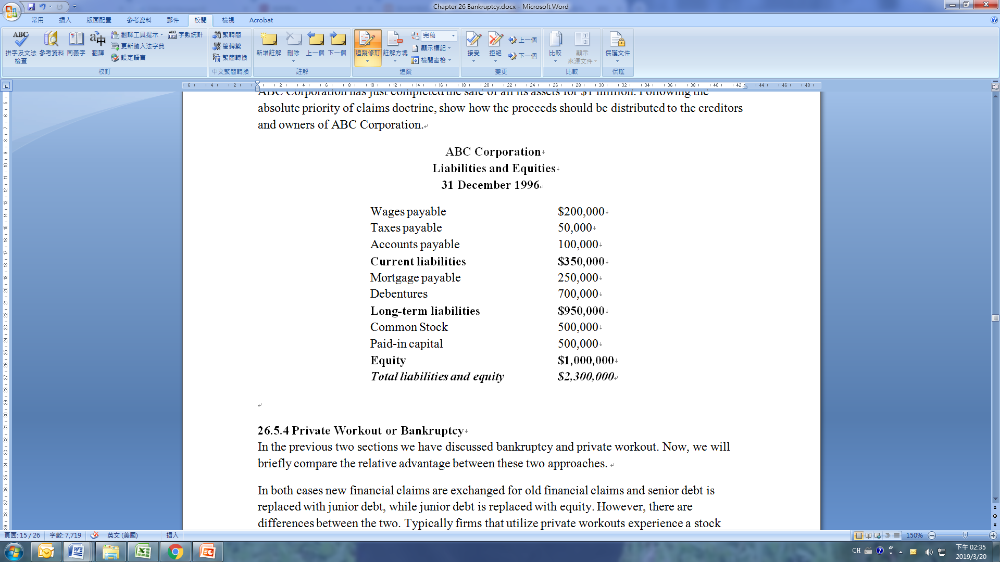 Chapter 26 Bankruptcy.docx - Microsoft Word
常用 插入 版面配置 參考資料 郵件 校閱 檢視 Acrobat
ABC 拼字及文法檢查 參考資料 同義字 翻譯 翻譯工具提示 ABC 123 字數統計
更新輸入法字典
設定語言
校訂
繁轉簡
簡轉繁
繁簡轉換
中文繁簡轉換
新增註解 刪除 上一個 下一個
註解
追蹤修訂 註解方塊 完稿
顯示標記
檢閱窗格
追蹤
接受 拒絕 上一個
下一個
變更
比較 顯示來源文件
比較
保護文件
保護
ABC Corporation has just completed the sale of all its assets for $1 million. Following the
absolute priority of claims doctrine, show how the proceeds should be distributed to the creditors
and owners of ABC Corporation.
ABC Corporation
Liabilities and Equities
31 December 1996
Wages payable $200,000
Taxes payable 50,000
Accounts payable 100,000
Current liabilities $350,000
Mortgage payable 250,000
Debentures 700,000
Long-term liabilities $950,000
Common Stock 500,000
Paid-in capital 500,000
Equity $1,000,000
Total liabilities and equity $2,300,000
26.5.4 Private Workout or Bankruptcy
In the previous two sections we have discussed bankruptcy and private workout. Now, we will
briefly compare the relative advantage between these two approaches.
In both cases new financial claims are exchanged for old financial claims and senior debt is
replaced with junior debt, while junior debt is replaced with equity. However, there are
differences between the two. Typically firms that utilize private workouts experience a stock
頁面: 15 / 26 字數: 7,719 英文 (美國) 插入 150%
CH 下午 02:35
2019/3/20